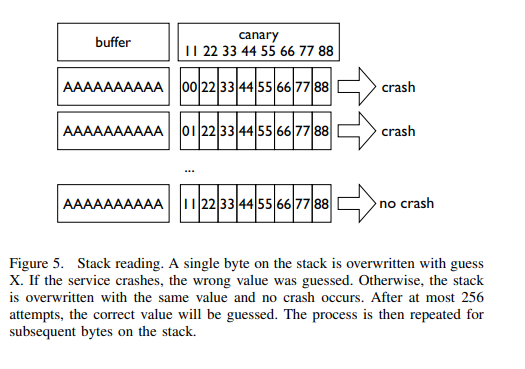 buffer
canary
11 22 33 44 55 66 77 88
AAAAAAAAAA 00 22 33 44 55 66 77 88 crash
AAAAAAAAAA 01 22 33 44 55 66 77 88 crash
...
AAAAAAAAAA 11 22 33 44 55 66 77 88 no crash
Figure 5. Stack reading. A single byte on the stack is overwritten with guess
X. If the service crashes, the wrong value was guessed. Otherwise, the stack
is overwritten with the same value and no crash occurs. After at most 256
attempts, the correct value will be guessed. The process is then repeated for
subsequent bytes on the stack.